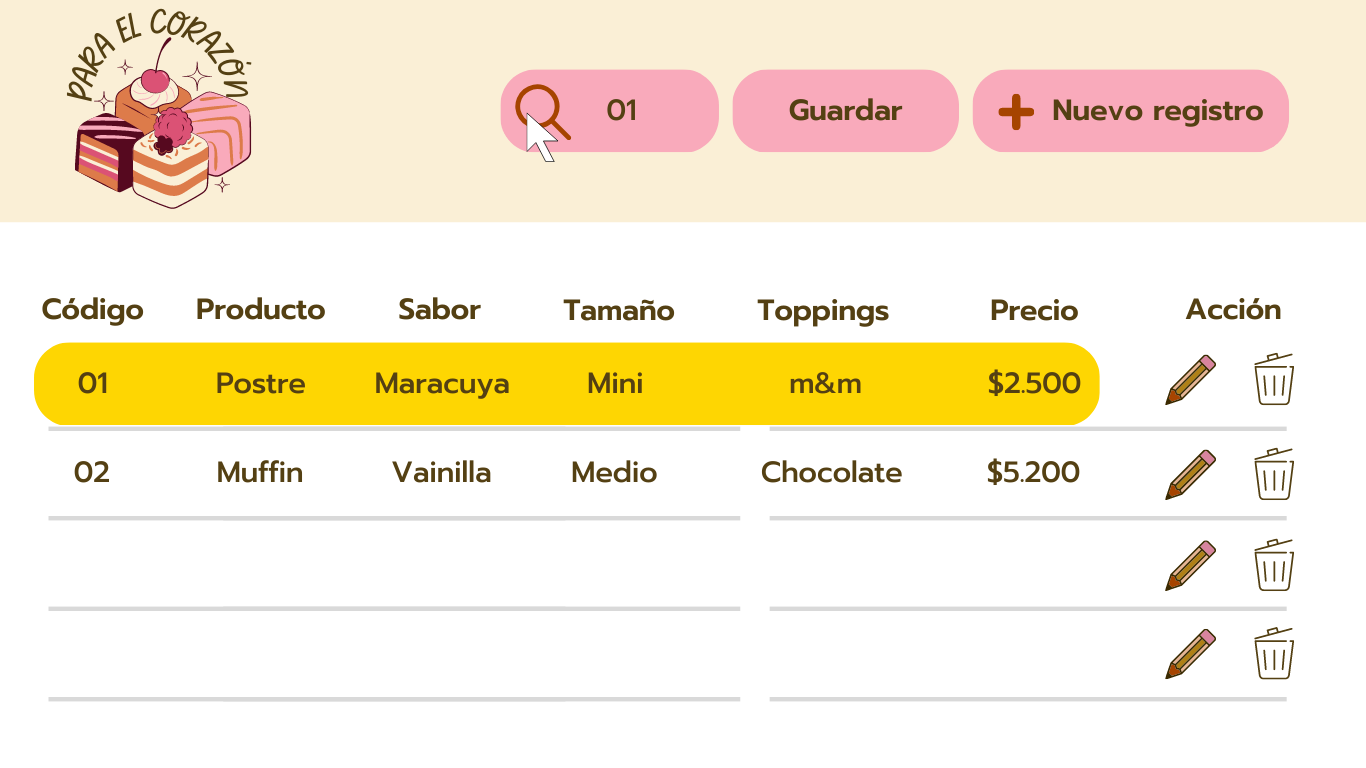 PARA EL CORAZÓN
01 Guardar Nuevo registro
Código Producto Sabor Tamaño Toppings Precio Acción
01 Postre Maracuya Mini m&m $2.500
02 Muffin Vainilla Medio Chocolate $5.200